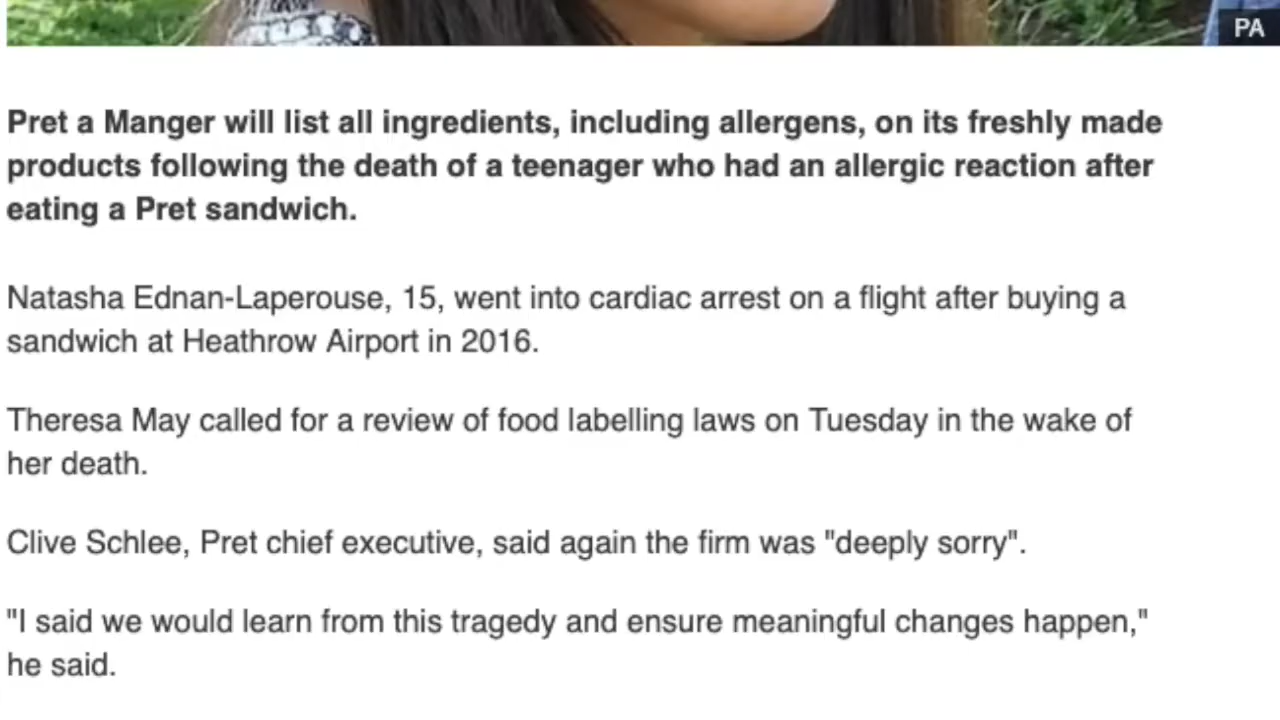 PA
Pret a Manger will list all ingredients, including allergens, on its freshly made
products following the death of a teenager who had an allergic reaction after
eating a Pret sandwich.
Natasha Ednan-Laperouse, 15, went into cardiac arrest on a flight after buying a
sandwich at Heathrow Airport in 2016.
Theresa May called for a review of food labelling laws on Tuesday in the wake of
her death.
Clive Schlee, Pret chief executive, said again the firm was "deeply sorry".
"I said we would learn from this tragedy and ensure meaningful changes happen,"
he said.